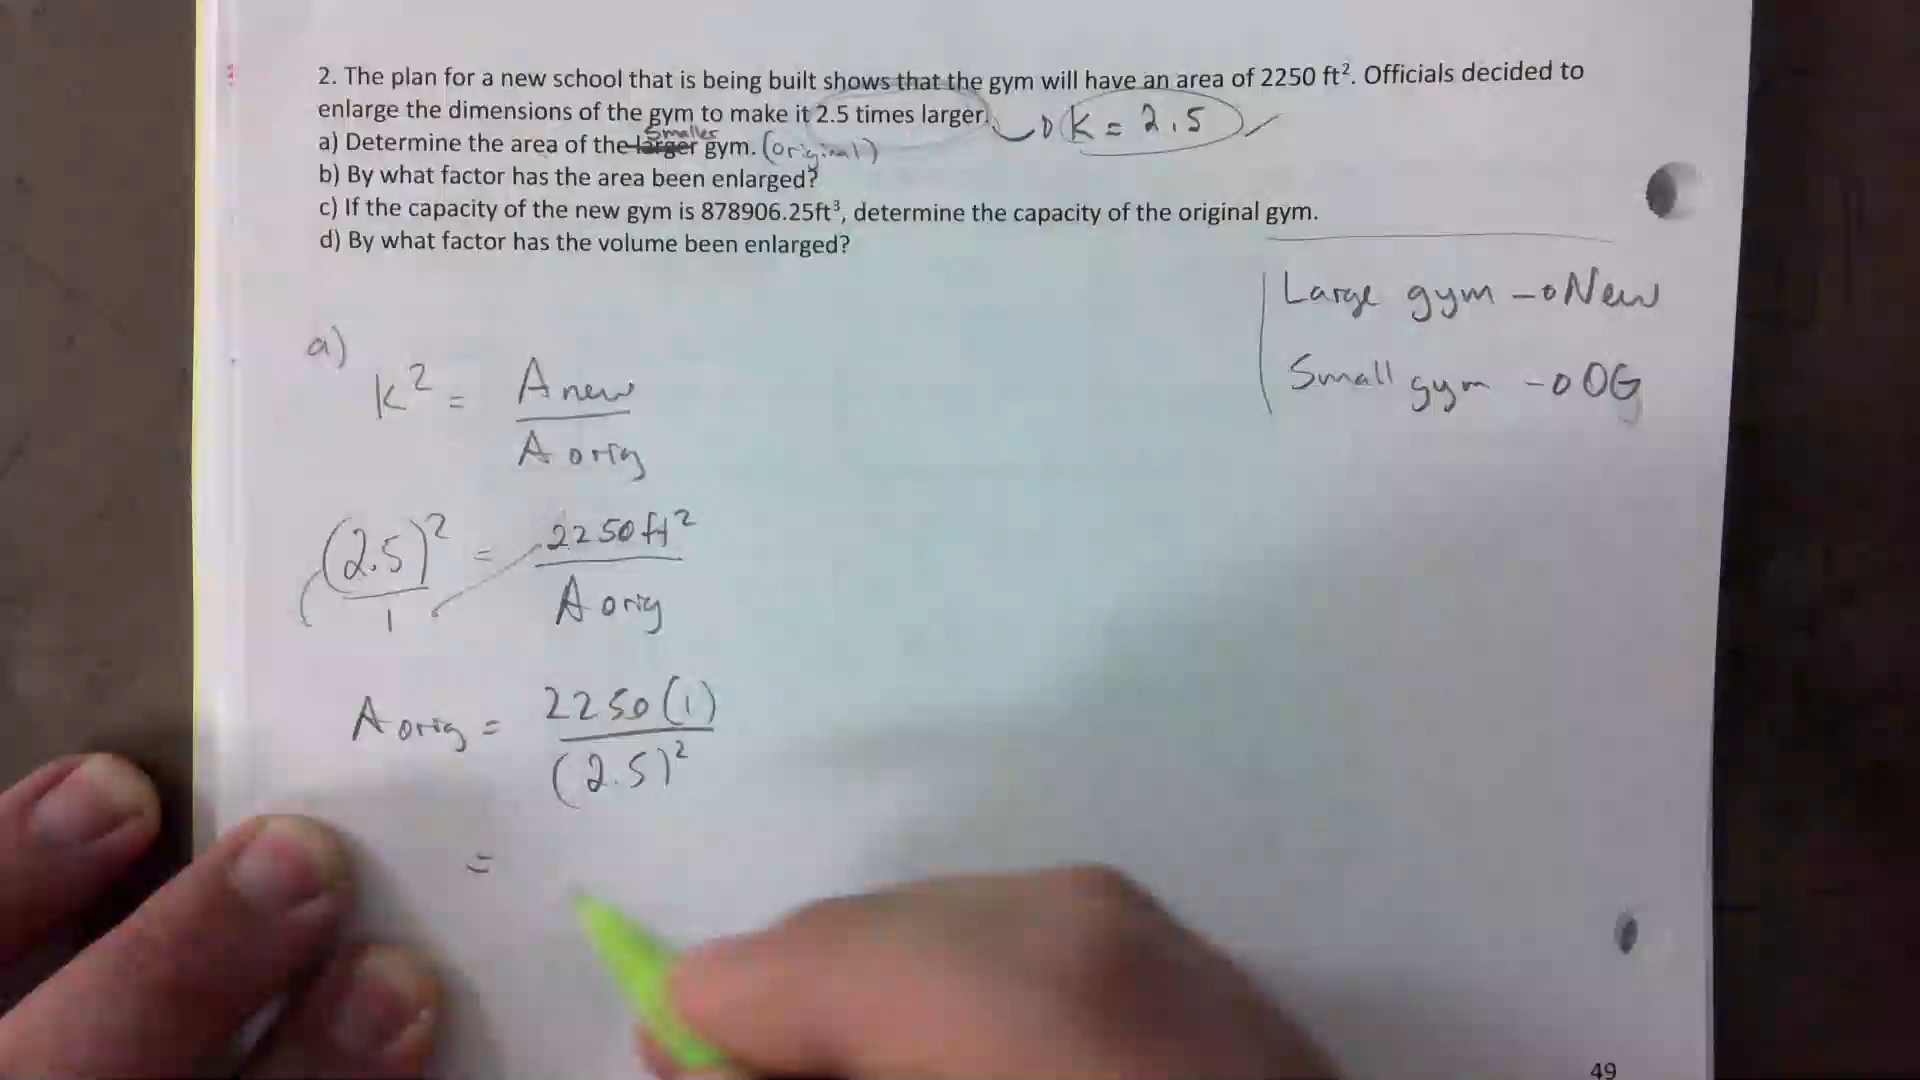 2. The plan for a new school that is being built shows that the gym will have an area of 2250 ft². Officials decided to
enlarge the dimensions of the gym to make it 2.5 times larger. k = 2.5
smaller
a) Determine the area of the larger gym. (original)
b) By what factor has the area been enlarged?
c) If the capacity of the new gym is 878906.25ft³, determine the capacity of the original gym.
d) By what factor has the volume been enlarged?
Large gym → New
Small gym → OG
a)
k² = A new
A orig
(2.5)² = 2250 ft²
1 A orig
A orig = 2250(1)
(2.5)²
=
49